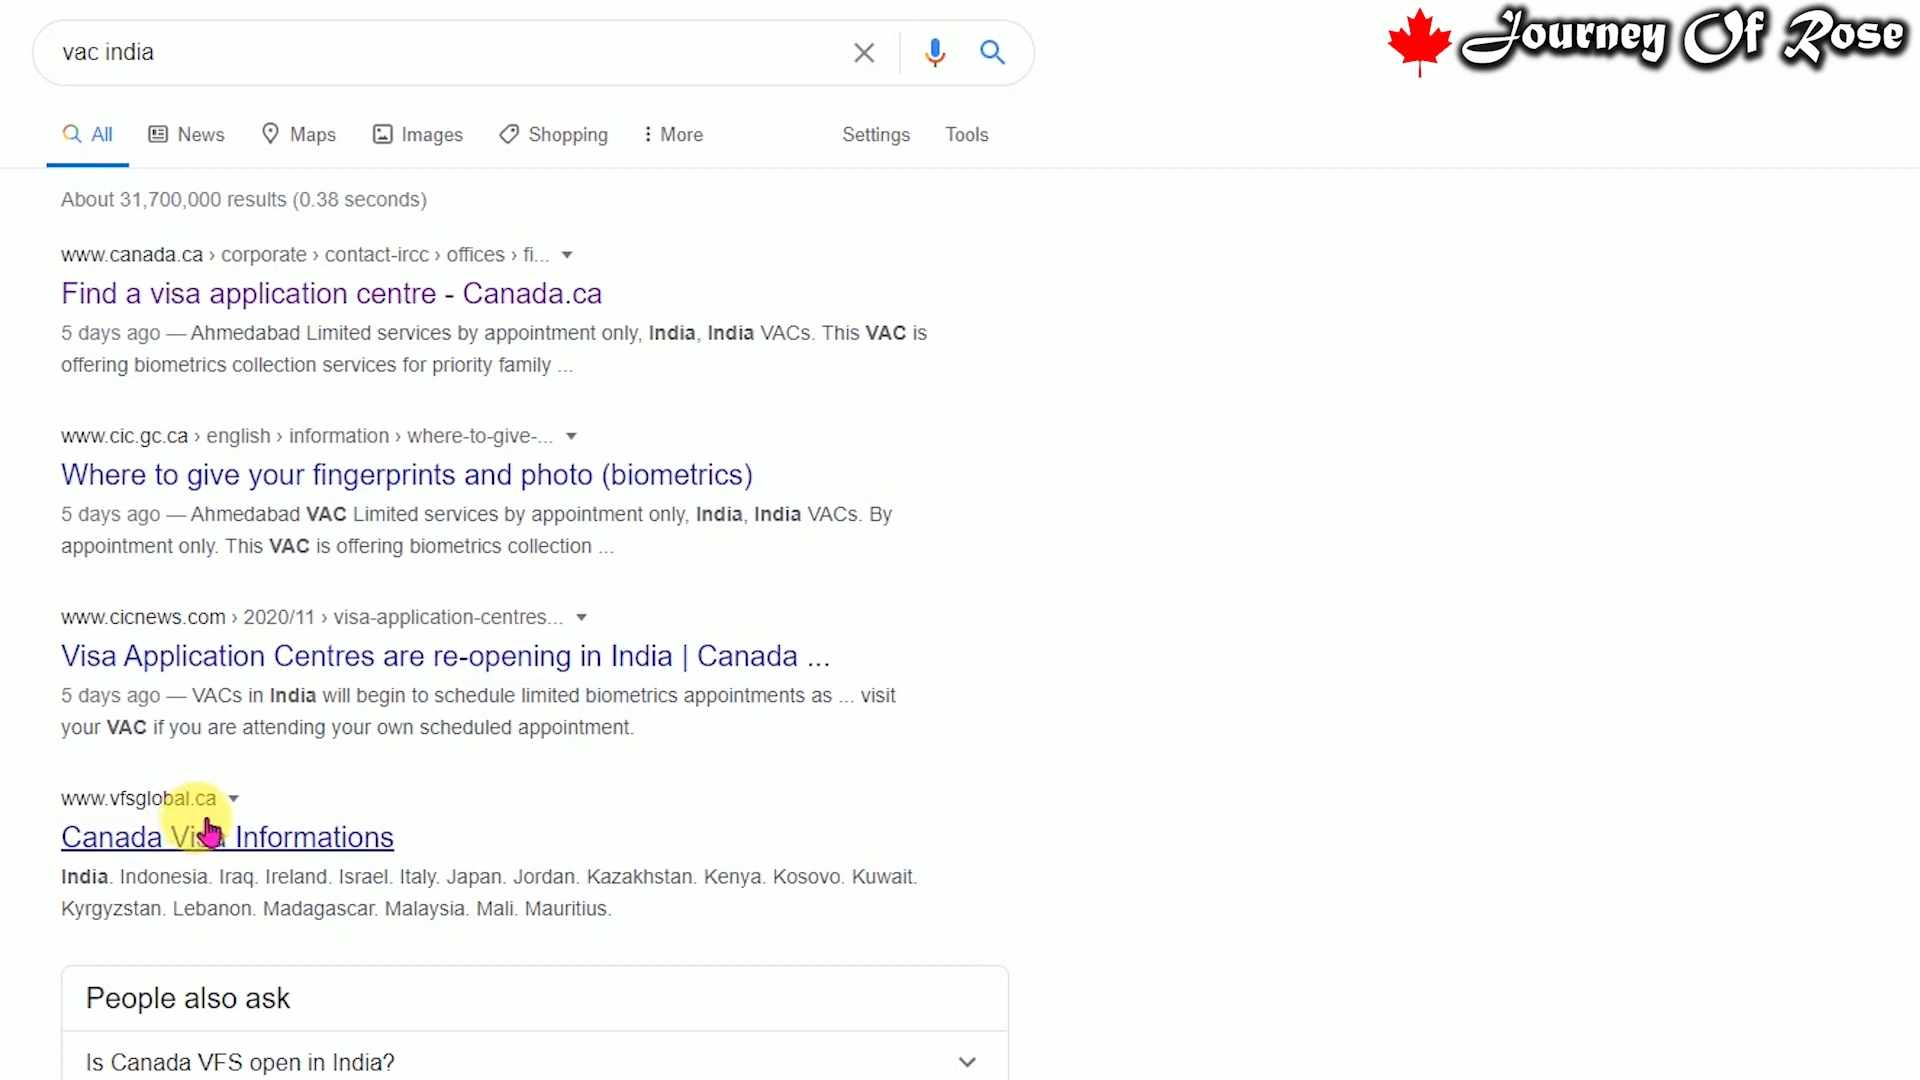 vac india
Journey Of Rose
All News Maps Images Shopping More Settings Tools
About 31,700,000 results (0.38 seconds)
www.canada.ca › corporate › contact-ircc › offices › fi...
Find a visa application centre - Canada.ca
5 days ago — Ahmedabad Limited services by appointment only, India, India VACs. This VAC is
offering biometrics collection services for priority family ...
www.cic.gc.ca › english › information › where-to-give-...
Where to give your fingerprints and photo (biometrics)
5 days ago — Ahmedabad VAC Limited services by appointment only, India, India VACs. By
appointment only. This VAC is offering biometrics collection ...
www.cicnews.com › 2020/11 › visa-application-centres...
Visa Application Centres are re-opening in India | Canada ...
5 days ago — VACs in India will begin to schedule limited biometrics appointments as ... visit
your VAC if you are attending your own scheduled appointment.
www.vfsglobal.ca
Canada Visa Informations
India. Indonesia. Iraq. Ireland. Israel. Italy. Japan. Jordan. Kazakhstan. Kenya. Kosovo. Kuwait.
Kyrgyzstan. Lebanon. Madagascar. Malaysia. Mali. Mauritius.
People also ask
Is Canada VFS open in India?